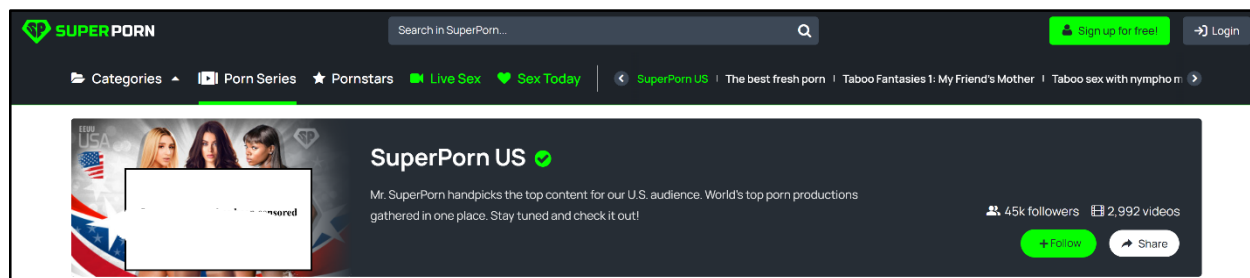 SP SUPERPORN
Search in SuperPorn...
Sign up for free!
Login
Categories
Porn Series
Pornstars
Live Sex
Sex Today
SuperPorn US | The best fresh porn | Taboo Fantasies 1: My Friend's Mother | Taboo sex with nympho
EEUU
USA
SP
SuperPorn US
Mr. SuperPorn handpicks the top content for our U.S. audience. World's top porn productions
gathered in one place. Stay tuned and check it out!
45k followers
2,992 videos
+ Follow
Share